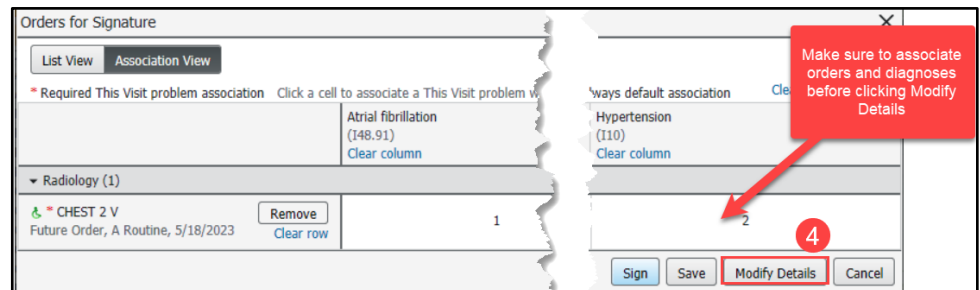 Orders for Signature
List View Association View
* Required This Visit problem association Click a cell to associate a This Visit problem ways default association
Make sure to associate
orders and diagnoses
before clicking Modify
Details
Atrial fibrillation
(I48.91)
Clear column
Hypertension
(I10)
Clear column
Radiology (1)
* CHEST 2 V Remove 1 2
Future Order, A Routine, 5/18/2023 Clear row
4
Sign Save Modify Details Cancel